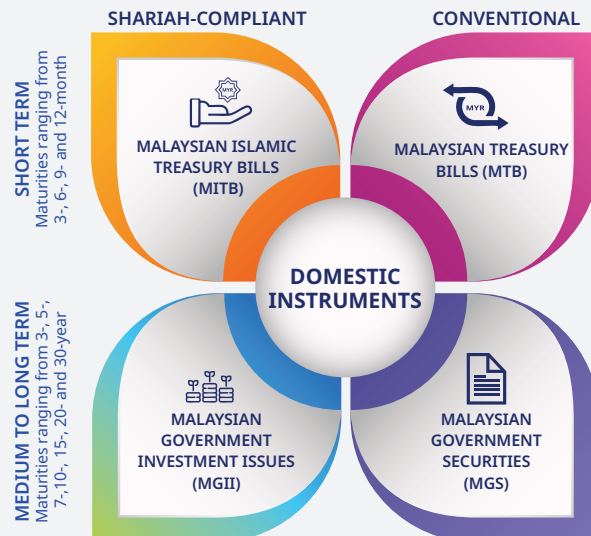 SHARIAH-COMPLIANT
CONVENTIONAL
SHORT TERM
Maturities ranging from
3-, 6-, 9- and 12-month
MYR
MALAYSIAN ISLAMIC
TREASURY BILLS
(MITB)
MYR
MALAYSIAN TREASURY
BILLS (MTB)
DOMESTIC
INSTRUMENTS
MEDIUM TO LONG TERM
Maturities ranging from 3-, 5-,
7-,10-, 15-, 20- and 30-year
MALAYSIAN
GOVERNMENT
INVESTMENT ISSUES
(MGII)
MALAYSIAN
GOVERNMENT
SECURITIES
(MGS)